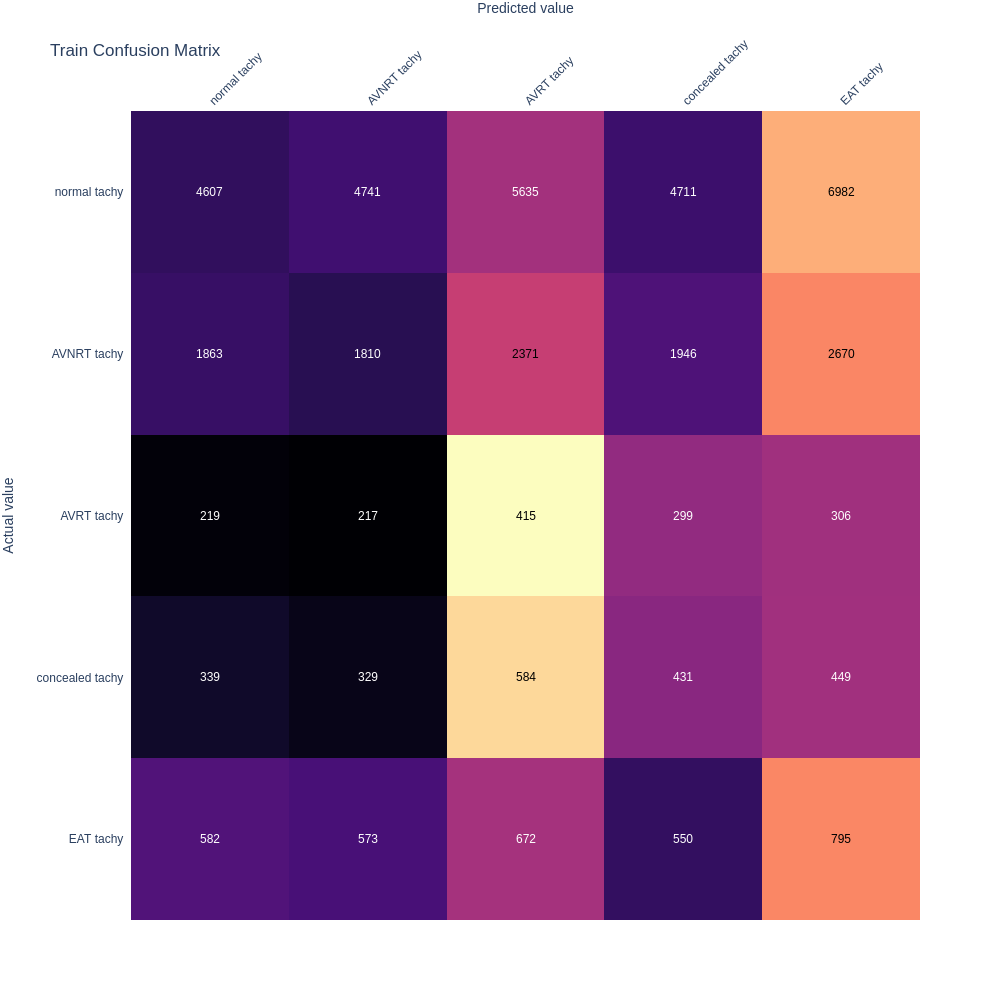 Predicted value
Train Confusion Matrix
normal tachy AVNRT tachy AVRT tachy concealed tachy EAT tachy
normal tachy 4607 4741 5635 4711 6982
AVNRT tachy 1863 1810 2371 1946 2670
Actual value
AVRT tachy 219 217 415 299 306
concealed tachy 339 329 584 431 449
EAT tachy 582 573 672 550 795